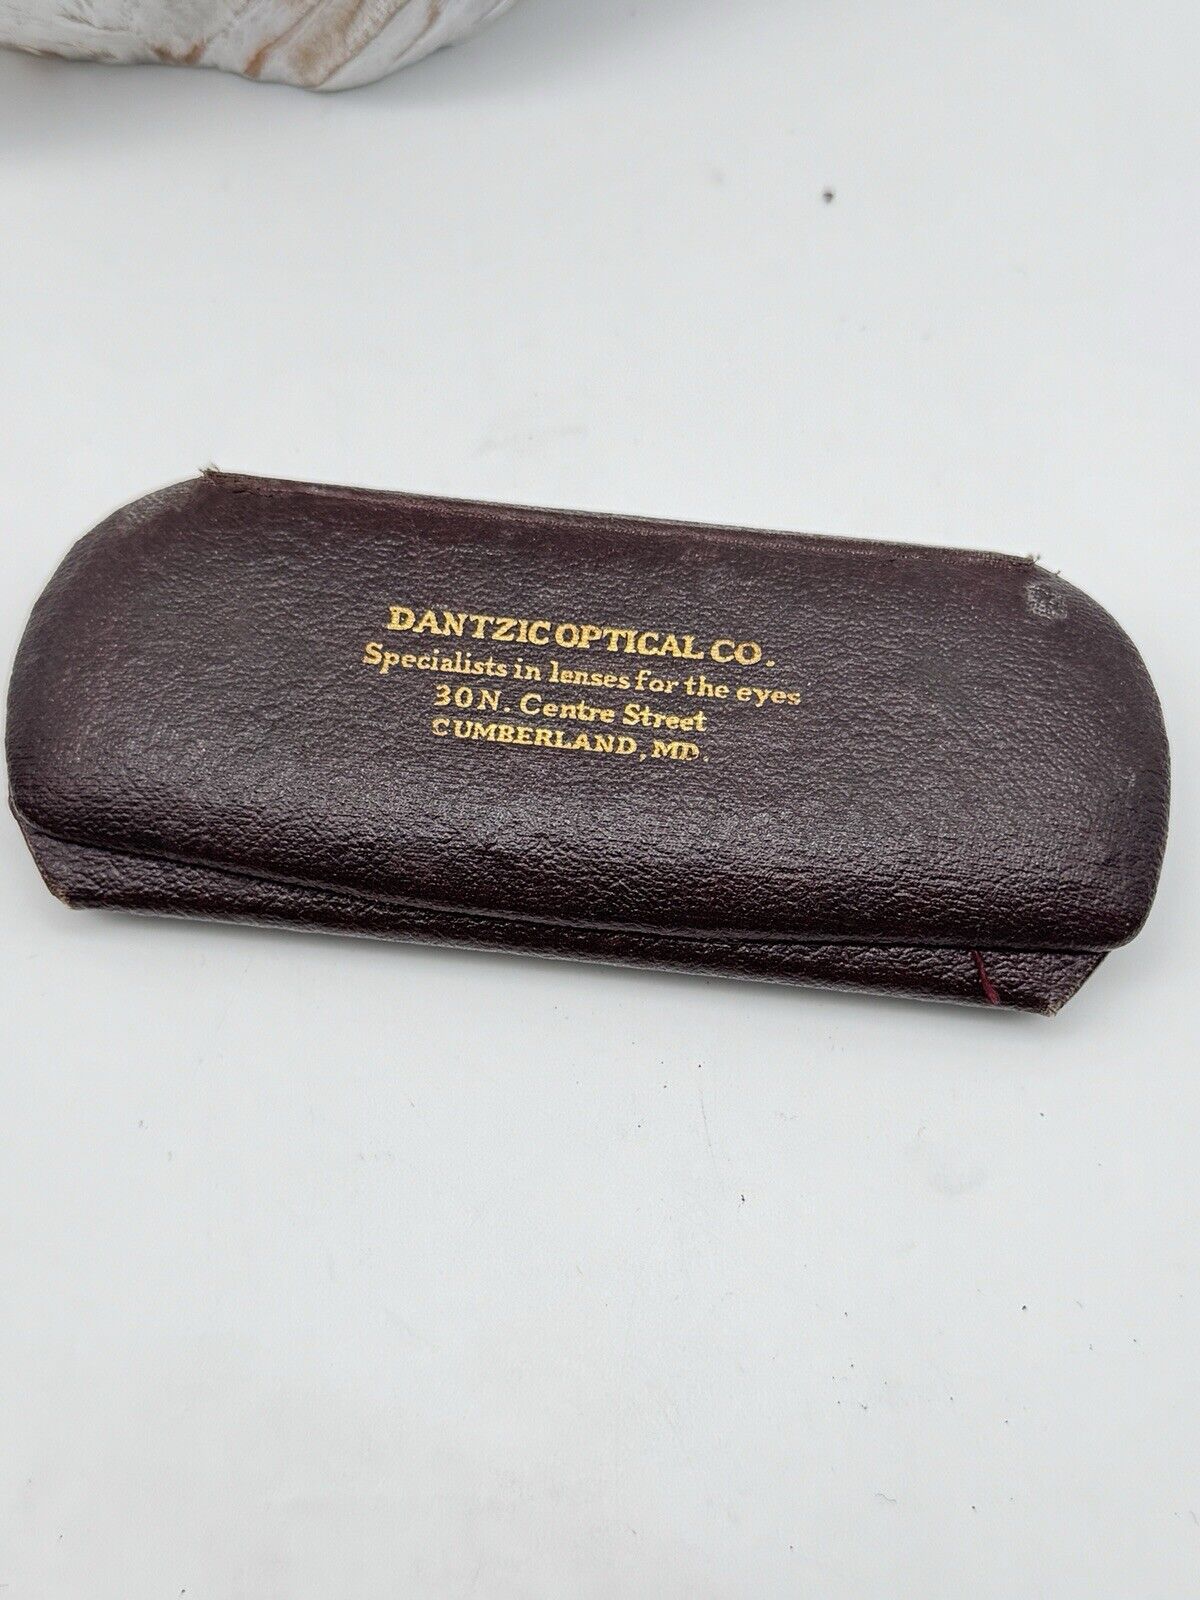 DANTZIC OPTICAL CO.
Specialists in lenses for the eyes
30 N. Centre Street
CUMBERLAND, MD.